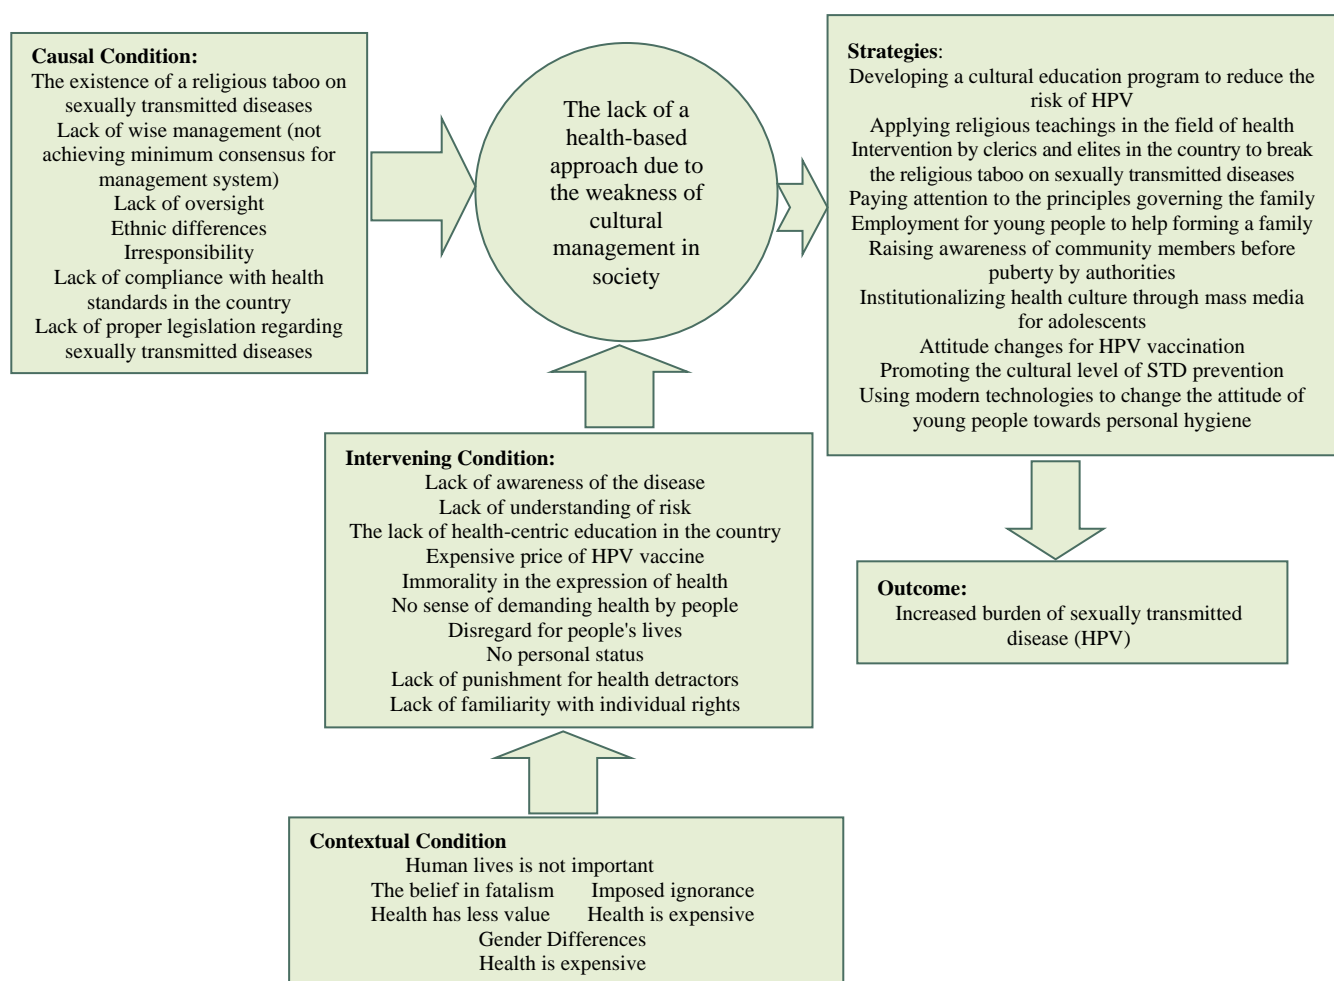 Causal Condition:
The existence of a religious taboo on
sexually transmitted diseases
Lack of wise management (not
achieving minimum consensus for
management system)
Lack of oversight
Ethnic differences
Irresponsibility
Lack of compliance with health
standards in the country
Lack of proper legislation regarding
sexually transmitted diseases
The lack of a
health-based
approach due to
the weakness of
cultural
management in
society
Strategies:
Developing a cultural education program to reduce the
risk of HPV
Applying religious teachings in the field of health
Intervention by clerics and elites in the country to break
the religious taboo on sexually transmitted diseases
Paying attention to the principles governing the family
Employment for young people to help forming a family
Raising awareness of community members before
puberty by authorities
Institutionalizing health culture through mass media
for adolescents
Attitude changes for HPV vaccination
Promoting the cultural level of STD prevention
Using modern technologies to change the attitude of
young people towards personal hygiene
Intervening Condition:
Lack of awareness of the disease
Lack of understanding of risk
The lack of health-centric education in the country
Expensive price of HPV vaccine
Immorality in the expression of health
No sense of demanding health by people
Disregard for people's lives
No personal status
Lack of punishment for health detractors
Lack of familiarity with individual rights
Outcome:
Increased burden of sexually transmitted
disease (HPV)
Contextual Condition
Human lives is not important
The belief in fatalism Imposed ignorance
Health has less value Health is expensive
Gender Differences
Health is expensive